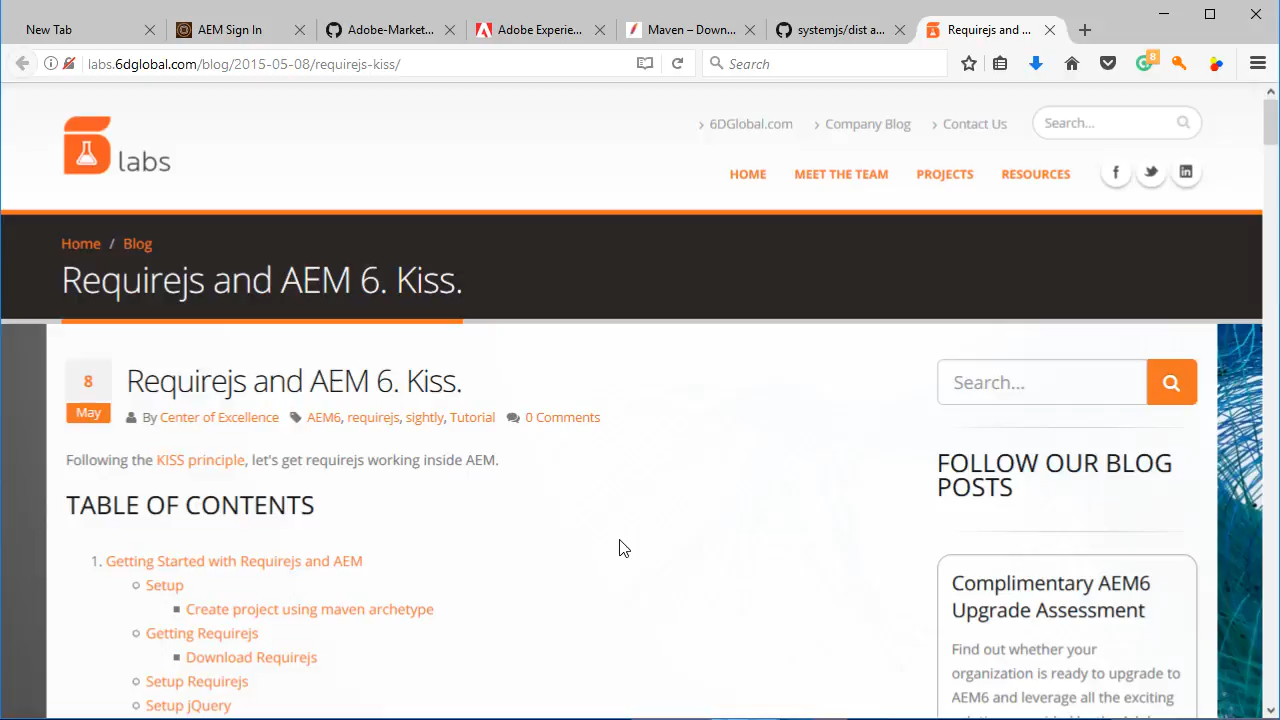 New Tab
AEM Sign In
Adobe-Market...
Adobe Experie...
Maven – Down...
systemjs/dist a...
Requirejs and ...
labs.6dglobal.com/blog/2015-05-08/requirejs-kiss/
Search
8
6DGlobal.com
Company Blog
Contact Us
Search...
labs
HOME
MEET THE TEAM
PROJECTS
RESOURCES
Home / Blog
Requirejs and AEM 6. Kiss.
8
May
Requirejs and AEM 6. Kiss.
By Center of Excellence AEM6, requirejs, sightly, Tutorial 0 Comments
Following the KISS principle, let's get requirejs working inside AEM.
TABLE OF CONTENTS
1. Getting Started with Requirejs and AEM
Setup
Create project using maven archetype
Getting Requirejs
Download Requirejs
Setup Requirejs
Setup jQuery
Search...
FOLLOW OUR BLOG
POSTS
Complimentary AEM6
Upgrade Assessment
Find out whether your
organization is ready to upgrade to
AEM6 and leverage all the exciting